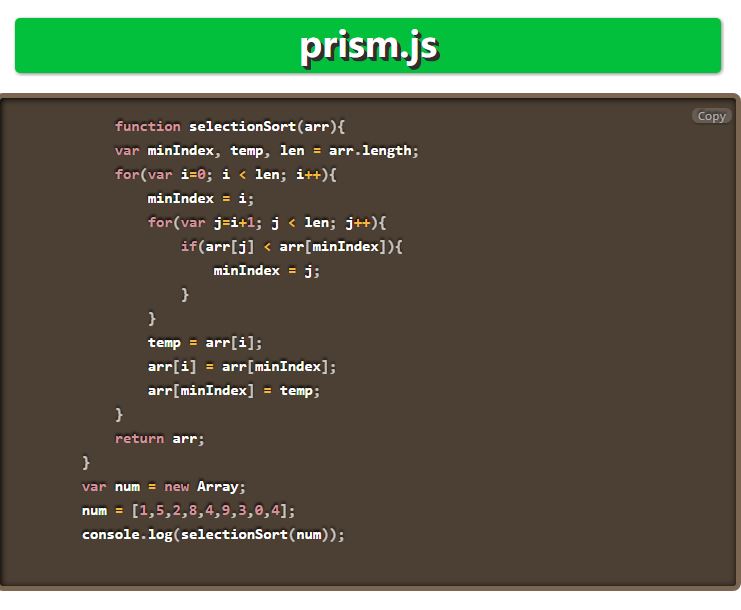 prism.js
Copy
function selectionSort(arr){
var minIndex, temp, len = arr.length;
for(var i=0; i < len; i++){
minIndex = i;
for(var j=i+1; j < len; j++){
if(arr[j] < arr[minIndex]){
minIndex = j;
}
}
temp = arr[i];
arr[i] = arr[minIndex];
arr[minIndex] = temp;
}
return arr;
}
var num = new Array;
num = [1,5,2,8,4,9,3,0,4];
console.log(selectionSort(num));